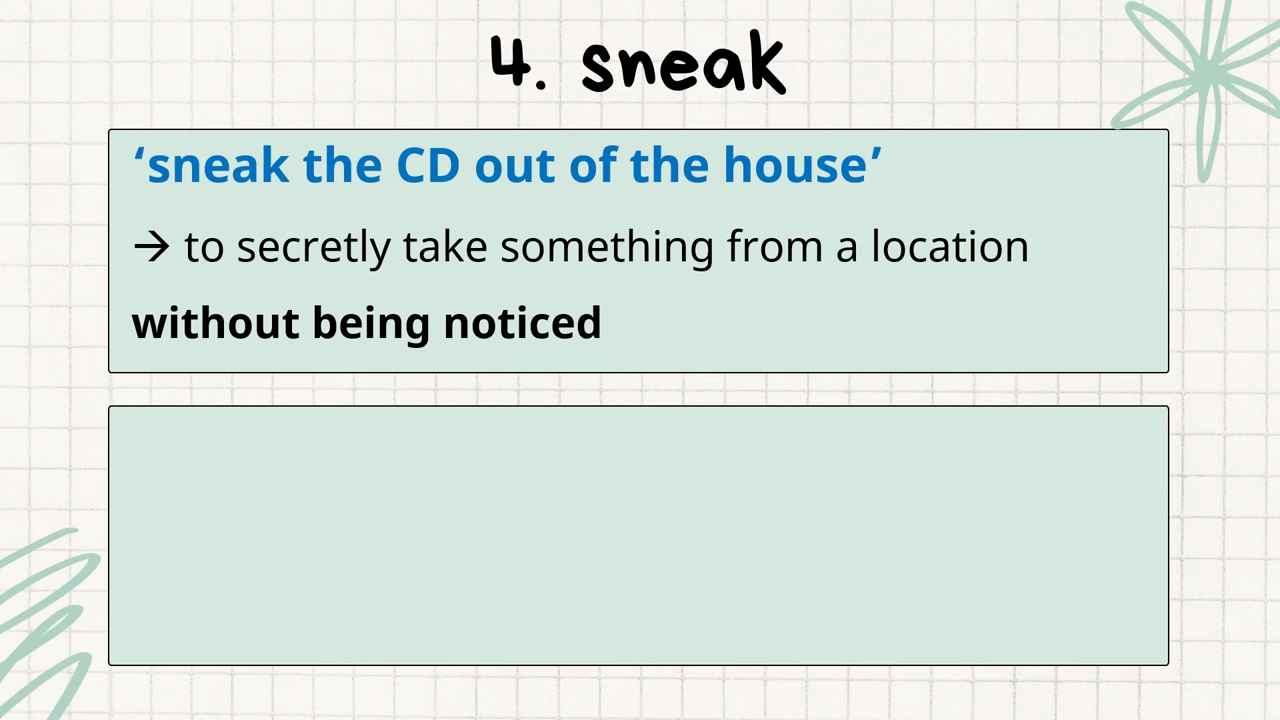 4. sneak
‘sneak the CD out of the house’
→ to secretly take something from a location
without being noticed